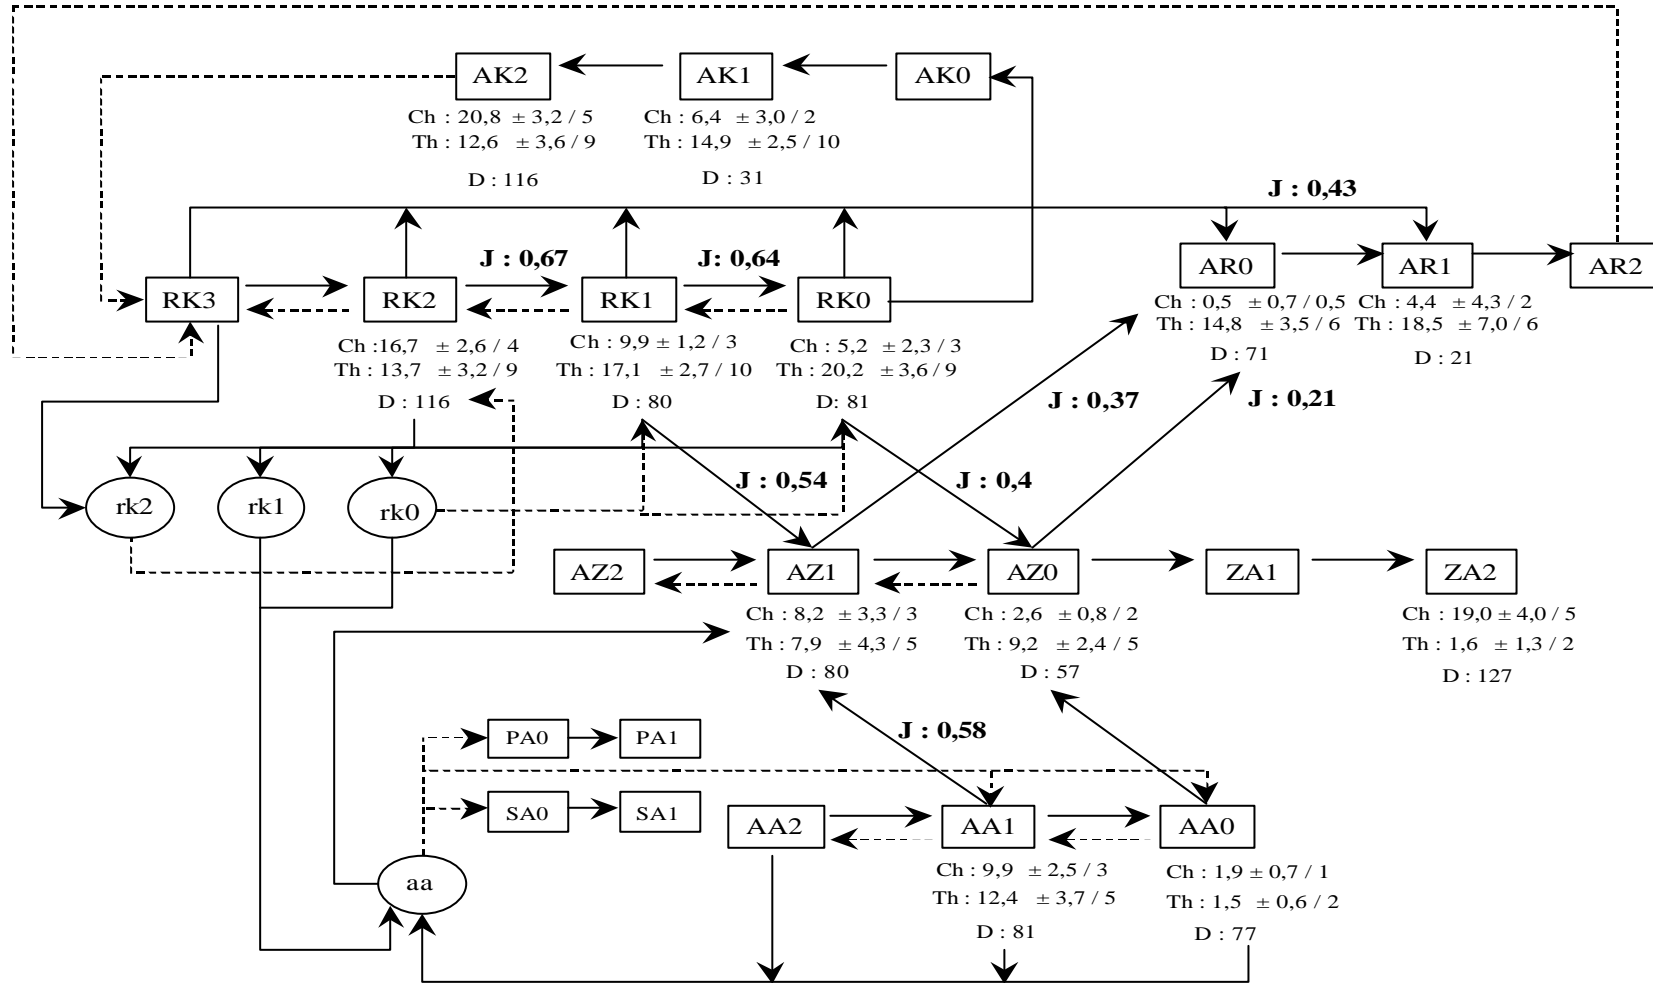 AK2
AK1
AK0
Ch : 20,8 ± 3,2 / 5
Th : 12,6 ± 3,6 / 9
D : 116
Ch : 6,4 ± 3,0 / 2
Th : 14,9 ± 2,5 / 10
D : 31
J : 0,43
J : 0,67
J: 0,64
AR0
AR1
AR2
RK3
RK2
RK1
RK0
Ch : 0,5 ± 0,7 / 0,5
Th : 14,8 ± 3,5 / 6
D : 71
Ch : 4,4 ± 4,3 / 2
Th : 18,5 ± 7,0 / 6
D : 21
Ch :16,7 ± 2,6 / 4
Th : 13,7 ± 3,2 / 9
D : 116
Ch : 9,9 ± 1,2 / 3
Th : 17,1 ± 2,7 / 10
D : 80
Ch : 5,2 ± 2,3 / 3
Th : 20,2 ± 3,6 / 9
D: 81
J : 0,37
J : 0,21
J : 0,54
J : 0,4
rk2
rk1
rk0
AZ2
AZ1
AZ0
ZA1
ZA2
Ch : 8,2 ± 3,3 / 3
Th : 7,9 ± 4,3 / 5
D : 80
Ch : 2,6 ± 0,8 / 2
Th : 9,2 ± 2,4 / 5
D : 57
Ch : 19,0 ± 4,0 / 5
Th : 1,6 ± 1,3 / 2
D : 127
J : 0,58
PA0
PA1
SA0
SA1
AA2
AA1
AA0
aa
Ch : 9,9 ± 2,5 / 3
Th : 12,4 ± 3,7 / 5
D : 81
Ch : 1,9 ± 0,7 / 1
Th : 1,5 ± 0,6 / 2
D : 77